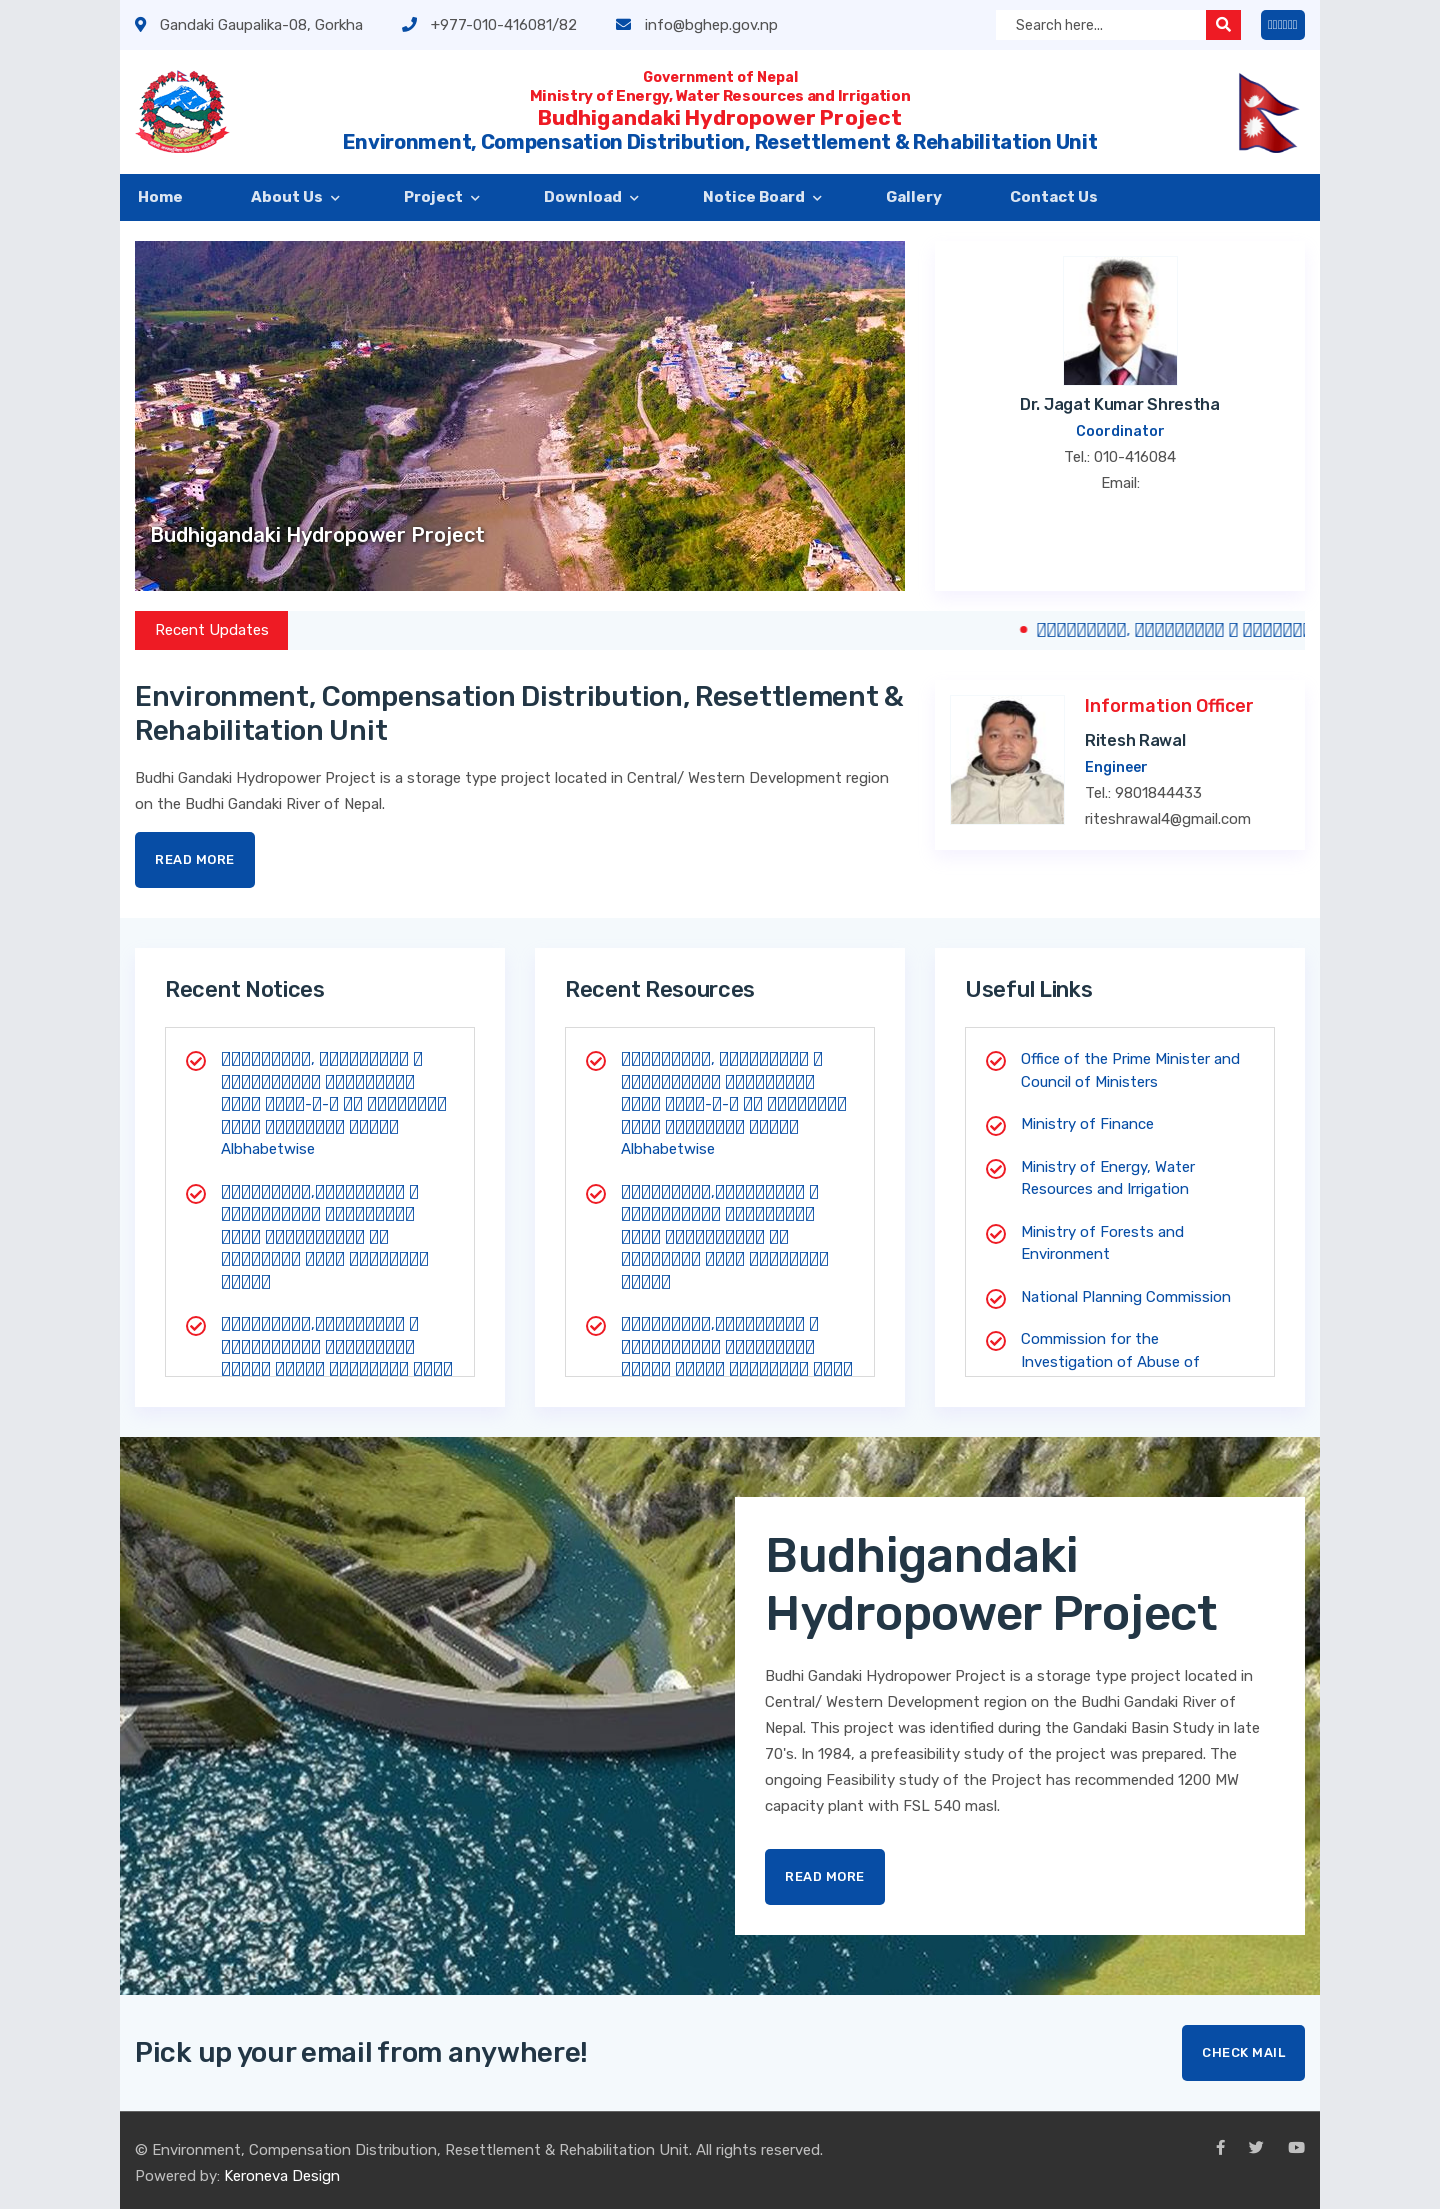 Gandaki Gaupalika-08, Gorkha
+977-010-416081/82
info@bghep.gov.np
Search here...
Government of Nepal
Ministry of Energy, Water Resources and Irrigation
Budhigandaki Hydropower Project
Environment, Compensation Distribution, Resettlement & Rehabilitation Unit
Home
About Us
Project
Download
Notice Board
Gallery
Contact Us
Budhigandaki Hydropower Project
Dr. Jagat Kumar Shrestha
Coordinator
Tel.: 010-416084
Email:
Recent Updates
Environment, Compensation Distribution, Resettlement &
Rehabilitation Unit
Budhi Gandaki Hydropower Project is a storage type project located in Central/ Western Development region
on the Budhi Gandaki River of Nepal.
READ MORE
Information Officer
Ritesh Rawal
Engineer
Tel.: 9801844433
riteshrawal4@gmail.com
Recent Notices
Albhabetwise
Recent Resources
Albhabetwise
Useful Links
Office of the Prime Minister and
Council of Ministers
Ministry of Finance
Ministry of Energy, Water
Resources and Irrigation
Ministry of Forests and
Environment
National Planning Commission
Commission for the
Investigation of Abuse of
Budhigandaki
Hydropower Project
Budhi Gandaki Hydropower Project is a storage type project located in
Central/ Western Development region on the Budhi Gandaki River of
Nepal. This project was identified during the Gandaki Basin Study in late
70's. In 1984, a prefeasibility study of the project was prepared. The
ongoing Feasibility study of the Project has recommended 1200 MW
capacity plant with FSL 540 masl.
READ MORE
Pick up your email from anywhere!
CHECK MAIL
© Environment, Compensation Distribution, Resettlement & Rehabilitation Unit. All rights reserved.
Powered by: Keroneva Design